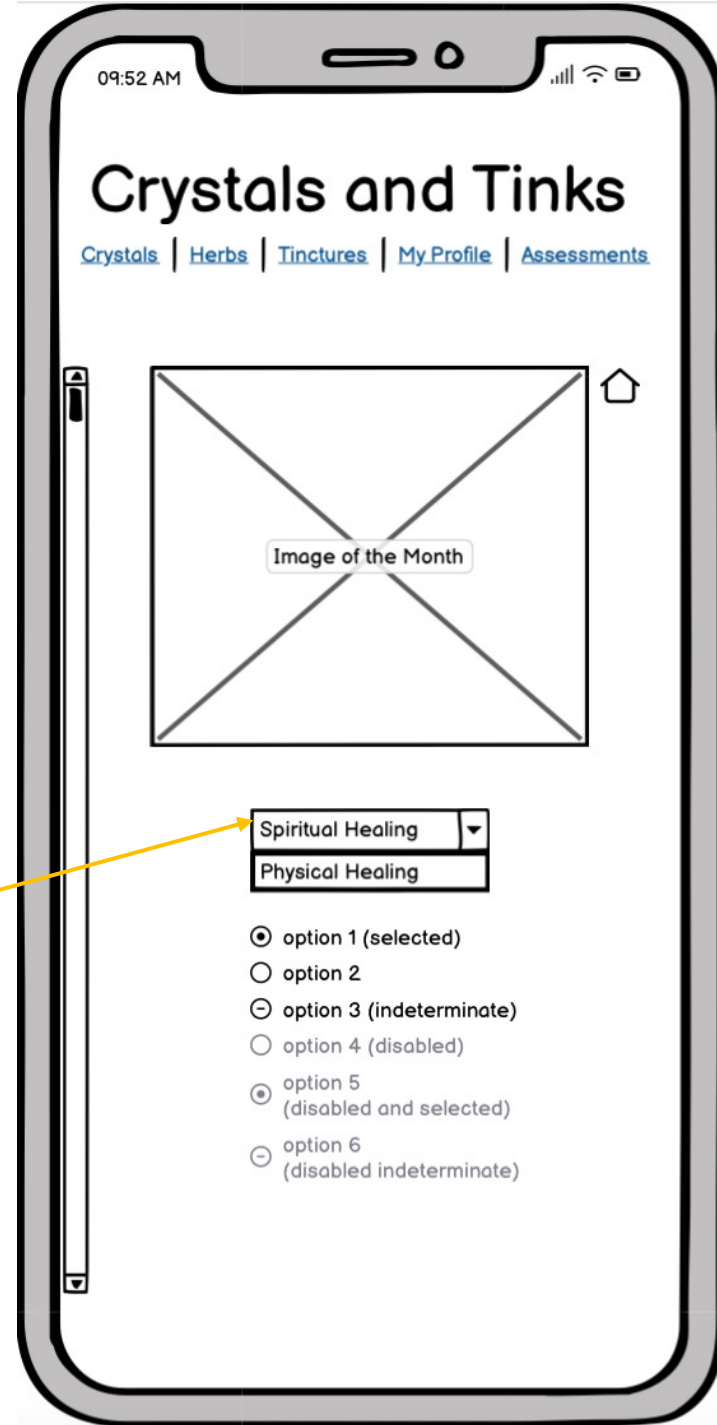 09:52 AM
Crystals and Tinks
Crystals | Herbs | Tinctures | My Profile | Assessments
Image of the Month
Spiritual Healing
Physical Healing
option 1 (selected)
option 2
option 3 (indeterminate)
option 4 (disabled)
option 5
(disabled and selected)
option 6
(disabled indeterminate)